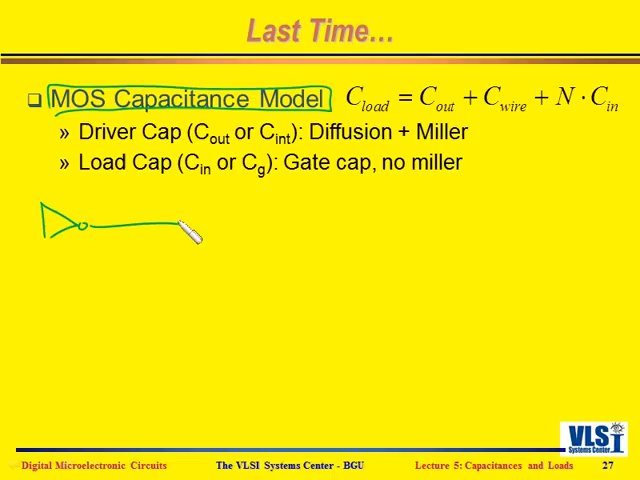 Last Time…
MOS Capacitance Model C_load = C_out + C_wire + N · C_in
» Driver Cap (C_out or C_int): Diffusion + Miller
» Load Cap (C_in or C_g): Gate cap, no miller
VLSI
Systems Center
Digital Microelectronic Circuits The VLSI Systems Center - BGU Lecture 5: Capacitances and Loads 27